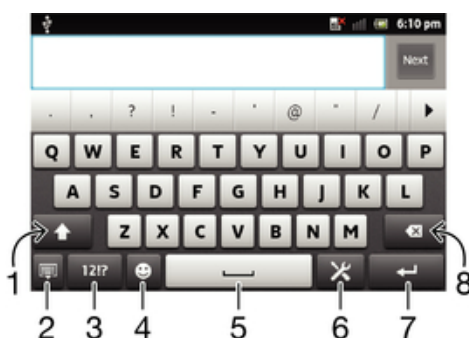 6:10 pm
Next
. , ? ! - ' @ " /
Q W E R T Y U I O P
A S D F G H J K L
1 Z X C V B N M 8
12!?
2 3 4 5 6 7